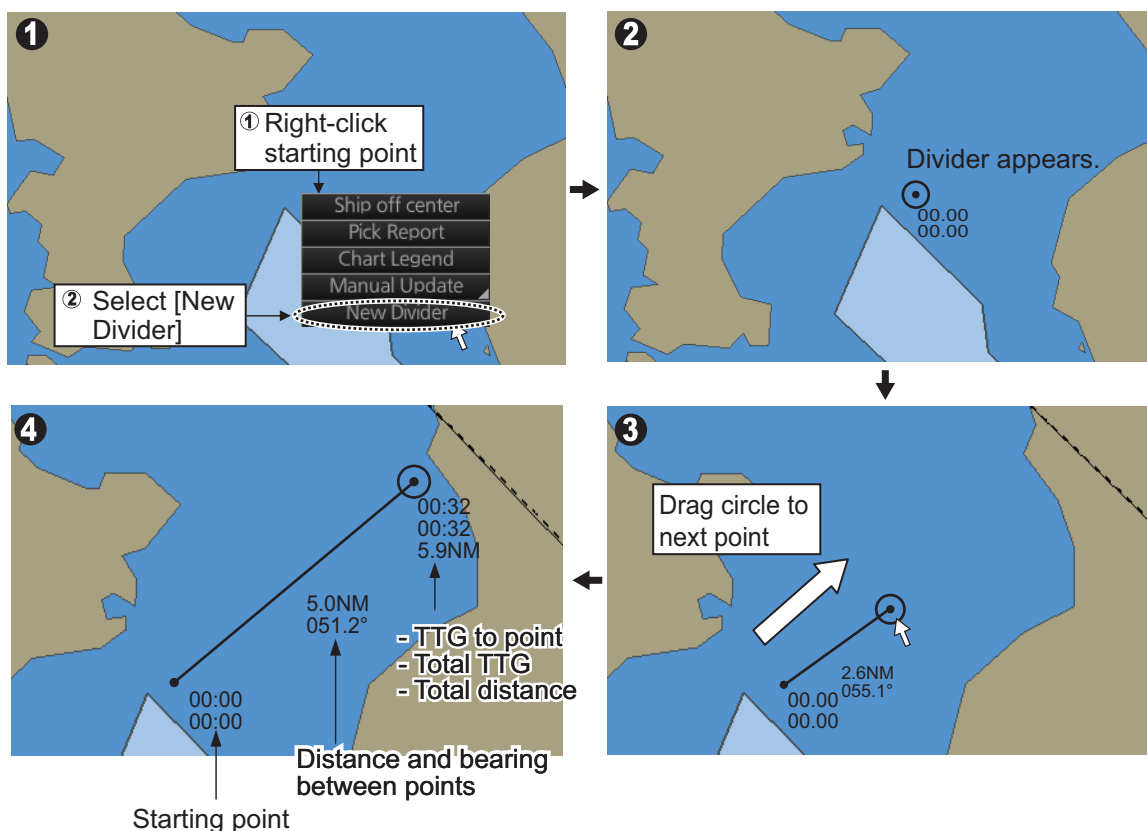 1
① Right-click
starting point
Ship off center
Pick Report
Chart Legend
Manual Update
New Divider
② Select [New
Divider]
2
Divider appears.
00.00
00.00
3
Drag circle to
next point
2.6NM
055.1°
00.00
00.00
4
00:32
00:32
5.9NM
5.0NM
051.2°
- TTG to point
- Total TTG
- Total distance
00:00
00:00
Distance and bearing
between points
Starting point